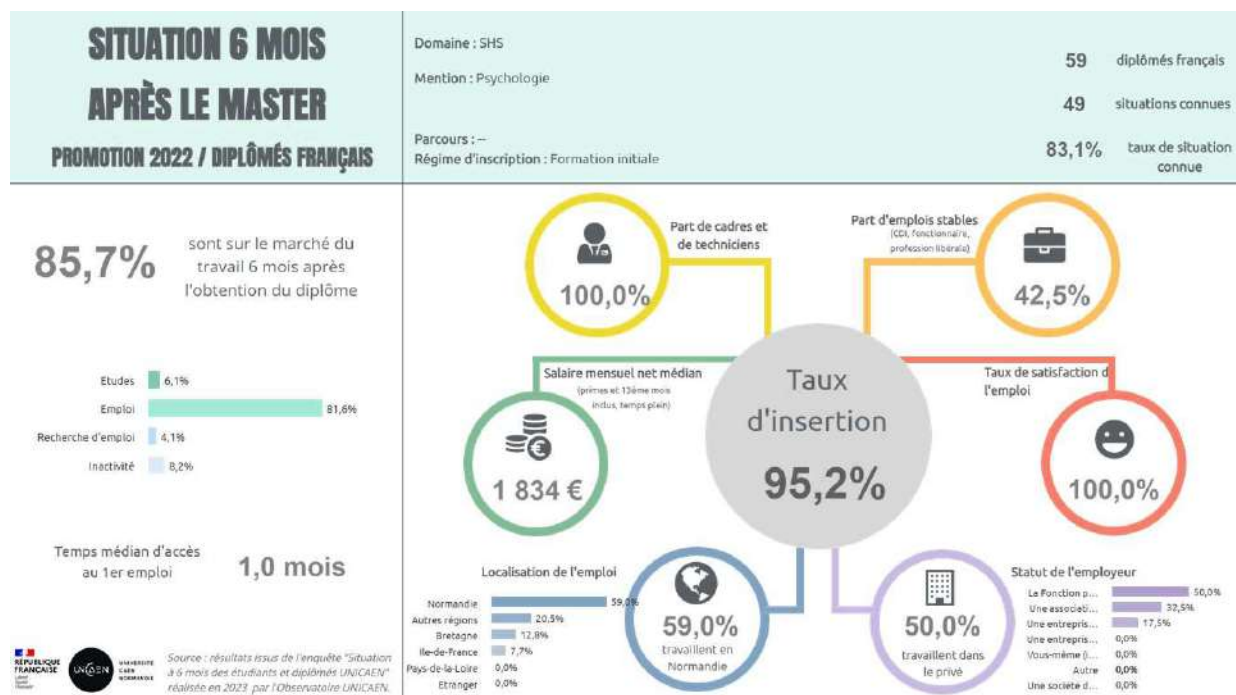 SITUATION 6 MOIS
APRÈS LE MASTER
PROMOTION 2022 / DIPLÔMÉS FRANÇAIS
Domaine : SHS
Mention : Psychologie
Parcours : --
Régime d'inscription : Formation initiale
59 diplômés français
49 situations connues
83,1% taux de situation
connue
85,7%
sont sur le marché du
travail 6 mois après
l'obtention du diplôme
Etudes 6,1%
Emploi 81,6%
Recherche d'emploi 4,1%
Inactivité 8,2%
Temps médian d'accès
au 1er emploi
1,0 mois
RÉPUBLIQUE
FRANÇAISE
UNICAEN
UNIVERSITÉ
CAEN
NORMANDIE
Source : résultats issus de l'enquête "Situation
à 6 mois des étudiants et diplômés UNICAEN"
réalisée en 2023 par l'Observatoire UNICAEN.
Part de cadres et
de techniciens
100,0%
Part d'emplois stables
(CDI, fonctionnaire,
profession libérale)
42,5%
Salaire mensuel net médian
(primes et 13ème mois
inclus, temps plein)
1 834 €
Taux
d'insertion
95,2%
Taux de satisfaction d
l'emploi
100,0%
Localisation de l'emploi
Normandie 59,0%
Autres régions 20,5%
Bretagne 12,8%
Ile-de-France 7,7%
Pays-de-la-Loire 0,0%
Etranger 0,0%
59,0%
travaillent en
Normandie
50,0%
travaillent dans
le privé
Statut de l'employeur
La Fonction p... 50,0%
Une associati... 32,5%
Une entrepris... 17,5%
Une entrepris... 0,0%
Vous-même (i... 0,0%
Autre 0,0%
Une société d... 0,0%